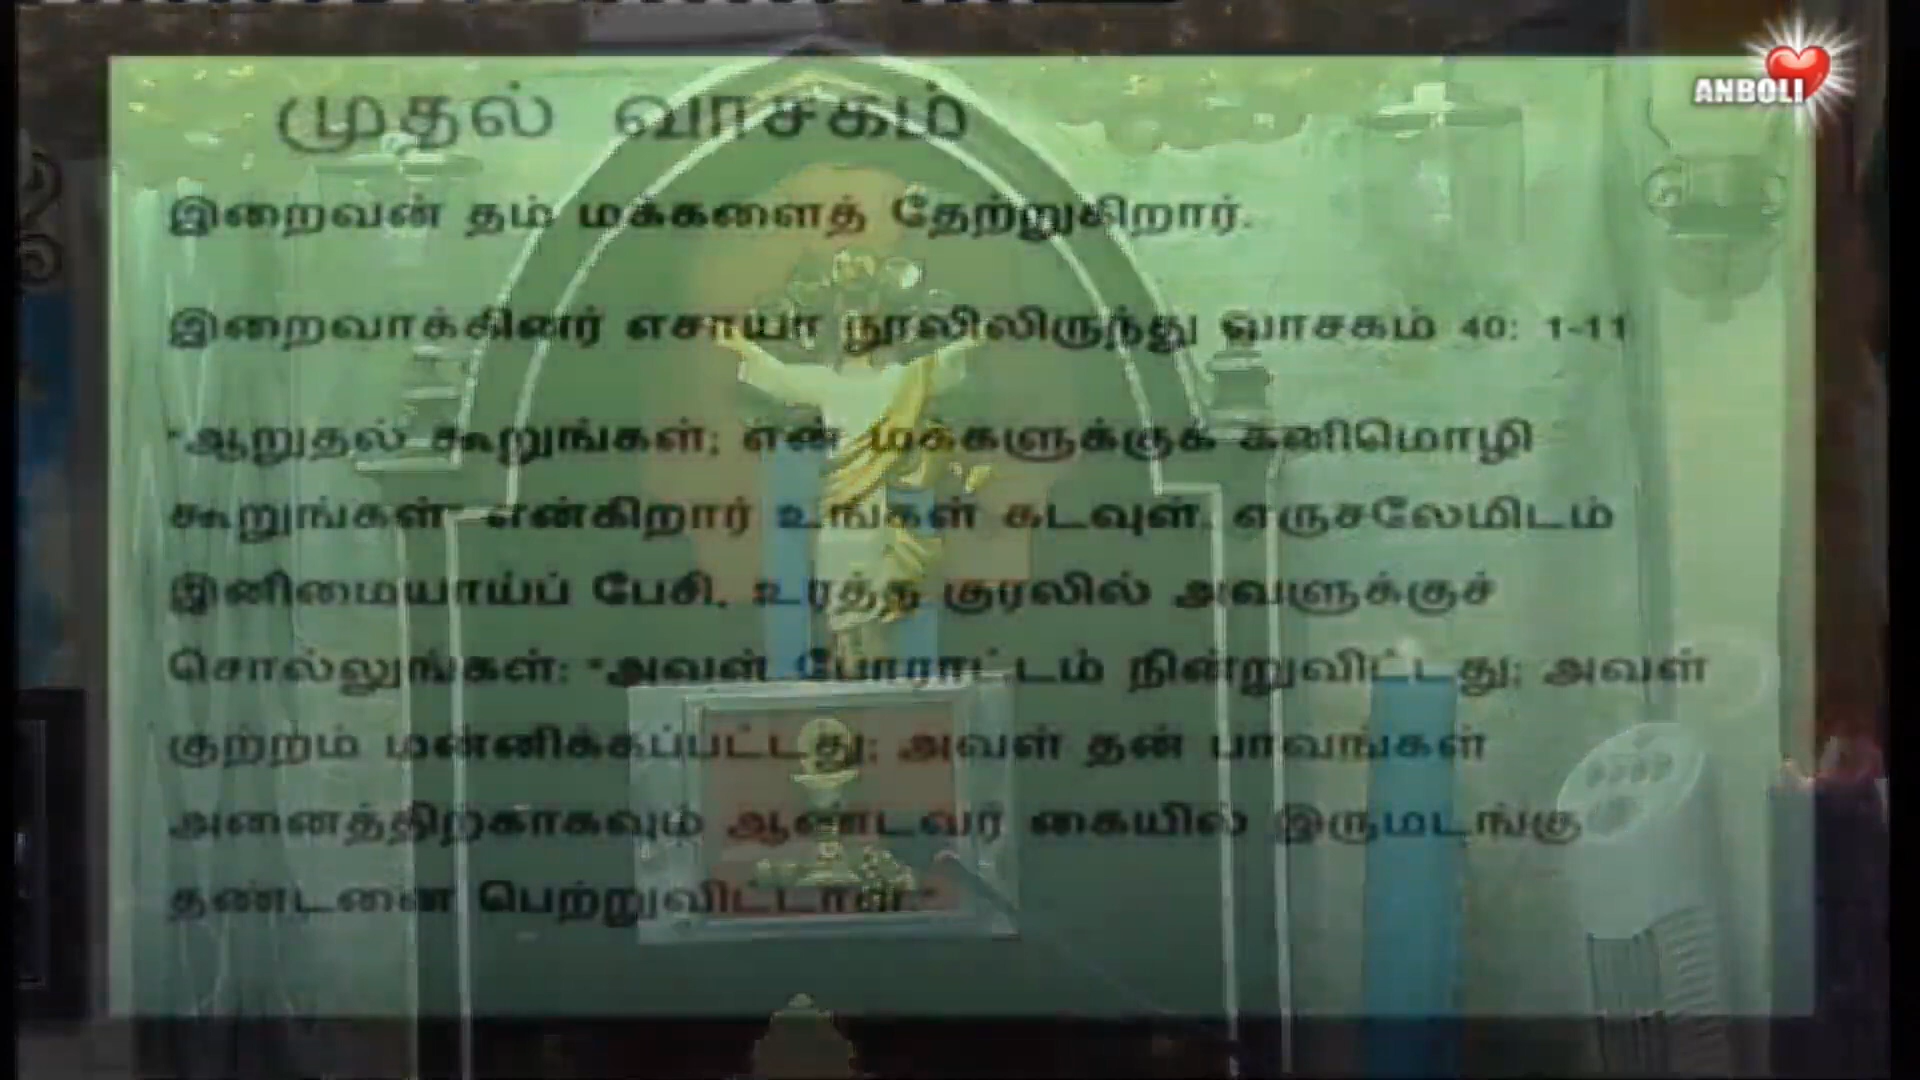 ANBOLI
முதல் வாசகம்
இறைவன் தம் மக்களைத் தேற்றுகிறார்.
இறைவாக்கினர் எசாயா நூலிலிருந்து வாசகம் 40: 1-11
"ஆறுதல் கூறுங்கள்; என் மக்களுக்குக் கனிமொழி
கூறுங்கள்" என்கிறார் உங்கள் கடவுள். எருசலேமிடம்
இனிமையாய்ப் பேசி, உரத்த குரலில் அவளுக்குச்
சொல்லுங்கள்: "அவள் போராட்டம் நின்றுவிட்டது; அவள்
குற்றம் மன்னிக்கப்பட்டது; அவள் தன் பாவங்கள்
அனைத்திற்காகவும் ஆண்டவர் கையில் இருமடங்கு
தண்டனை பெற்றுவிட்டாள்."